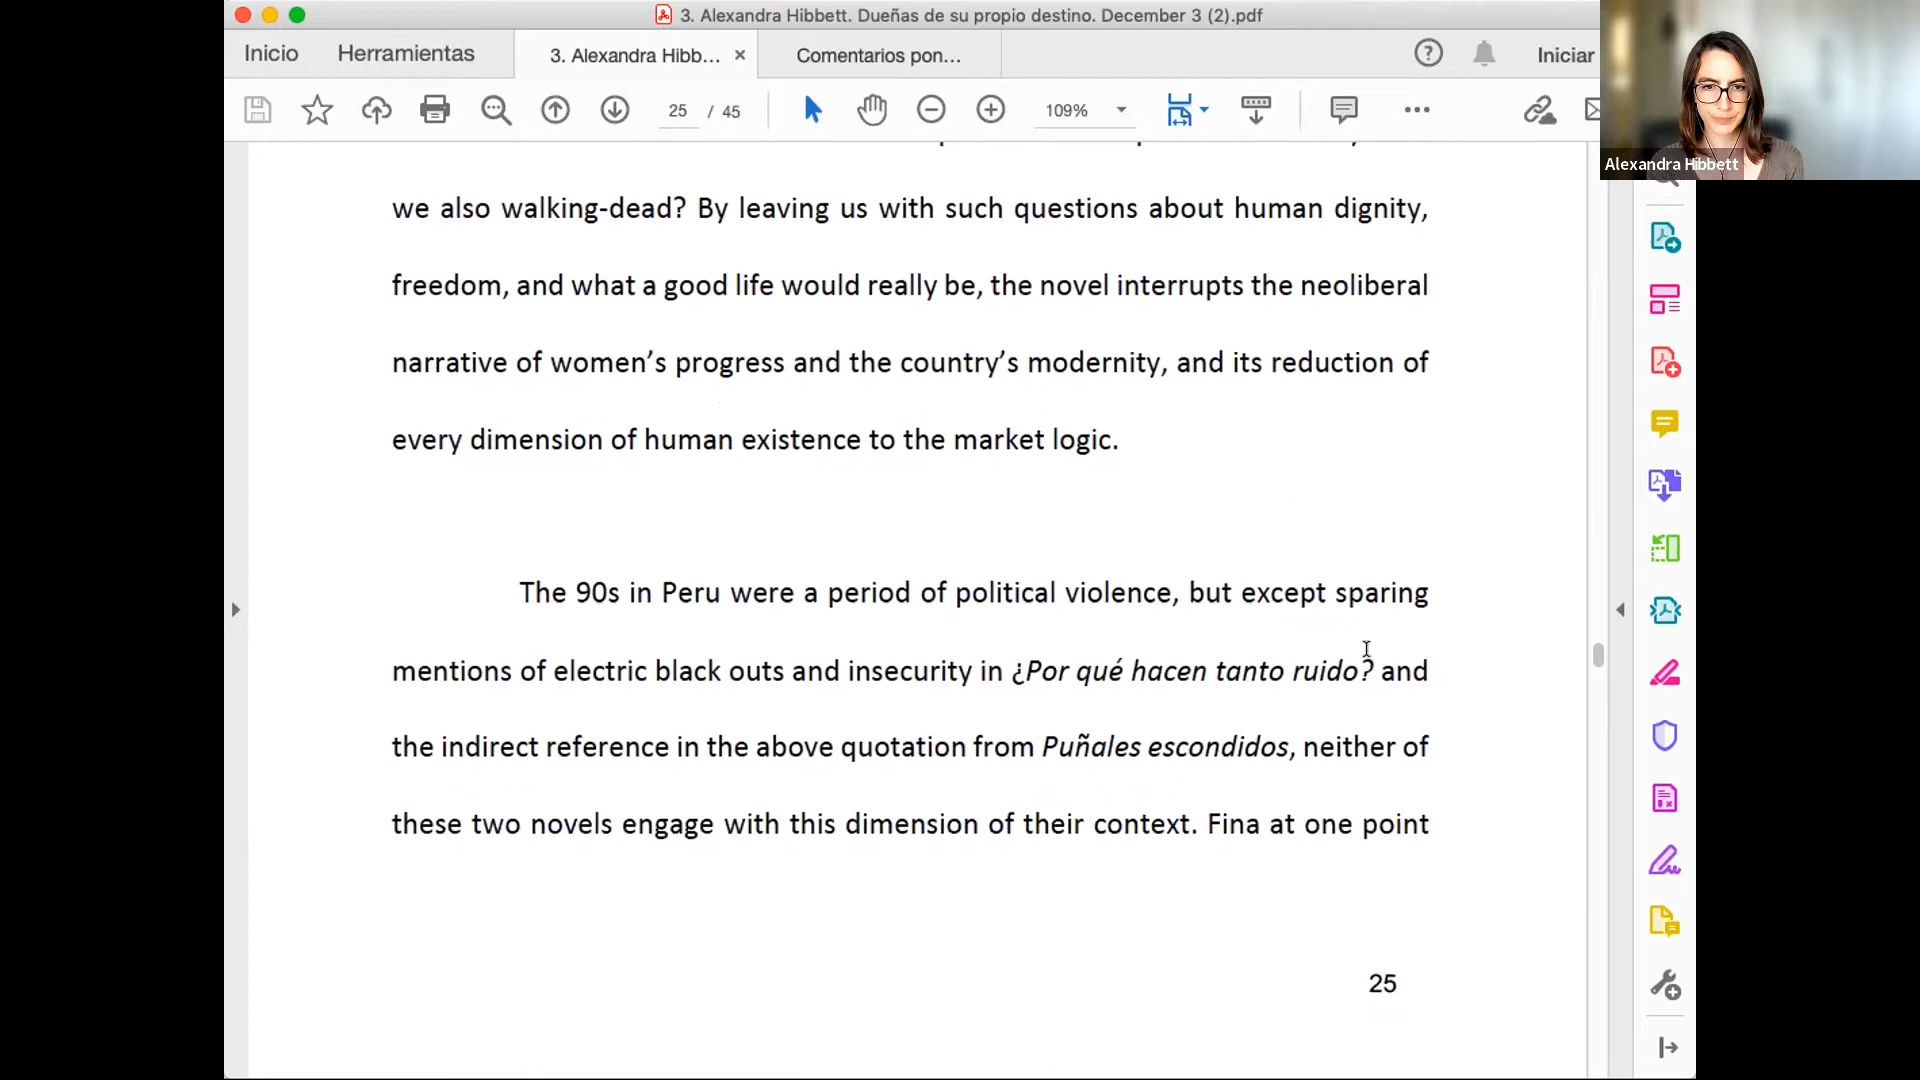 3. Alexandra Hibbett. Dueñas de su propio destino. December 3 (2).pdf
Inicio
Herramientas
3. Alexandra Hibb...
Comentarios pon...
Iniciar
25 / 45
109%
Alexandra Hibbett
we also walking-dead? By leaving us with such questions about human dignity,
freedom, and what a good life would really be, the novel interrupts the neoliberal
narrative of women’s progress and the country’s modernity, and its reduction of
every dimension of human existence to the market logic.
The 90s in Peru were a period of political violence, but except sparing
mentions of electric black outs and insecurity in ¿Por qué hacen tanto ruido? and
the indirect reference in the above quotation from Puñales escondidos, neither of
these two novels engage with this dimension of their context. Fina at one point
25